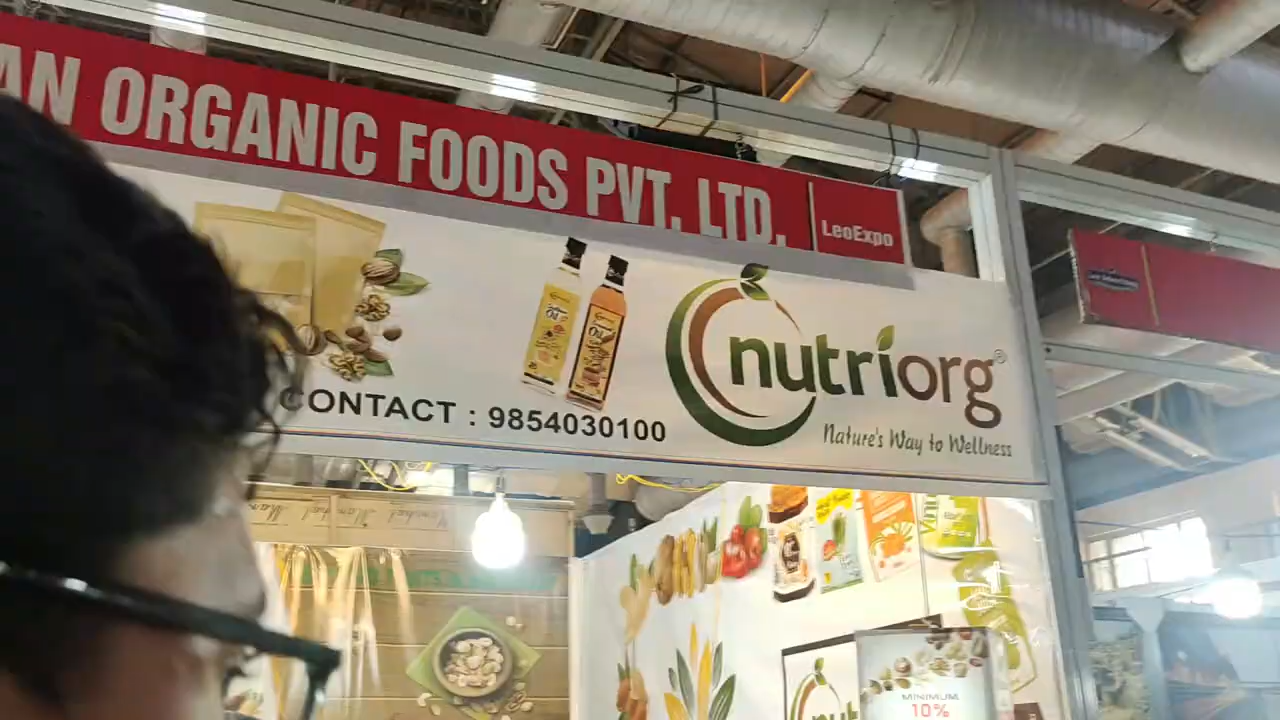 AN ORGANIC FOODS PVT. LTD.
LeoExpo
nutriorg®
Nature's Way to Wellness
CONTACT : 9854030100
MINIMUM
10%